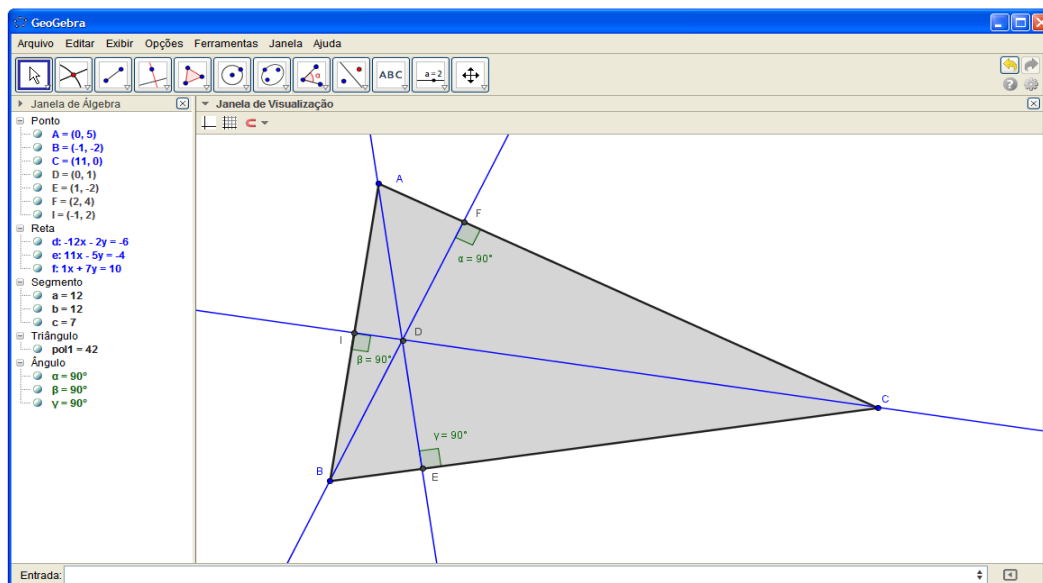 GeoGebra
Arquivo Editar Exibir Opções Ferramentas Janela Ajuda
ABC
a=2
Janela de Álgebra
Janela de Visualização
Ponto
A = (0, 5)
B = (-1, -2)
C = (11, 0)
D = (0, 1)
E = (1, -2)
F = (2, 4)
I = (-1, 2)
Reta
d: -12x - 2y = -6
e: 11x - 5y = -4
f: 1x + 7y = 10
Segmento
a = 12
b = 12
c = 7
Triângulo
pol1 = 42
Ângulo
α = 90°
β = 90°
γ = 90°
A
F
α = 90°
D
I
β = 90°
C
γ = 90°
B
E
Entrada: